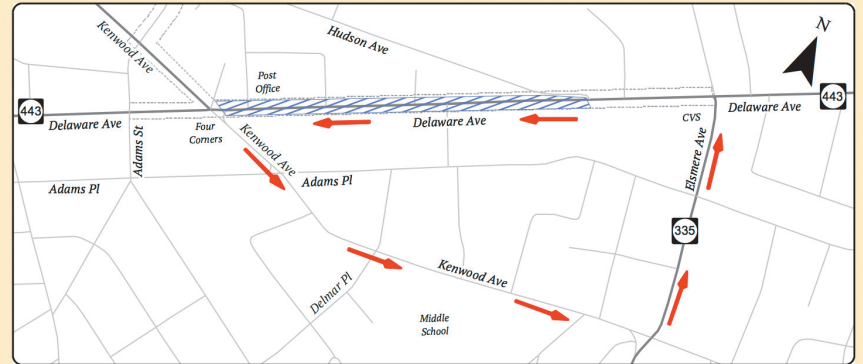 Kenwood Ave
Hudson Ave
N
Post
Office
443
Delaware Ave
Four
Corners
Delaware Ave
CVS
Delaware Ave
443
Adams St
Kenwood Ave
Elsmere Ave
Adams Pl
Adams Pl
335
Kenwood Ave
Delmar Pl
Middle
School